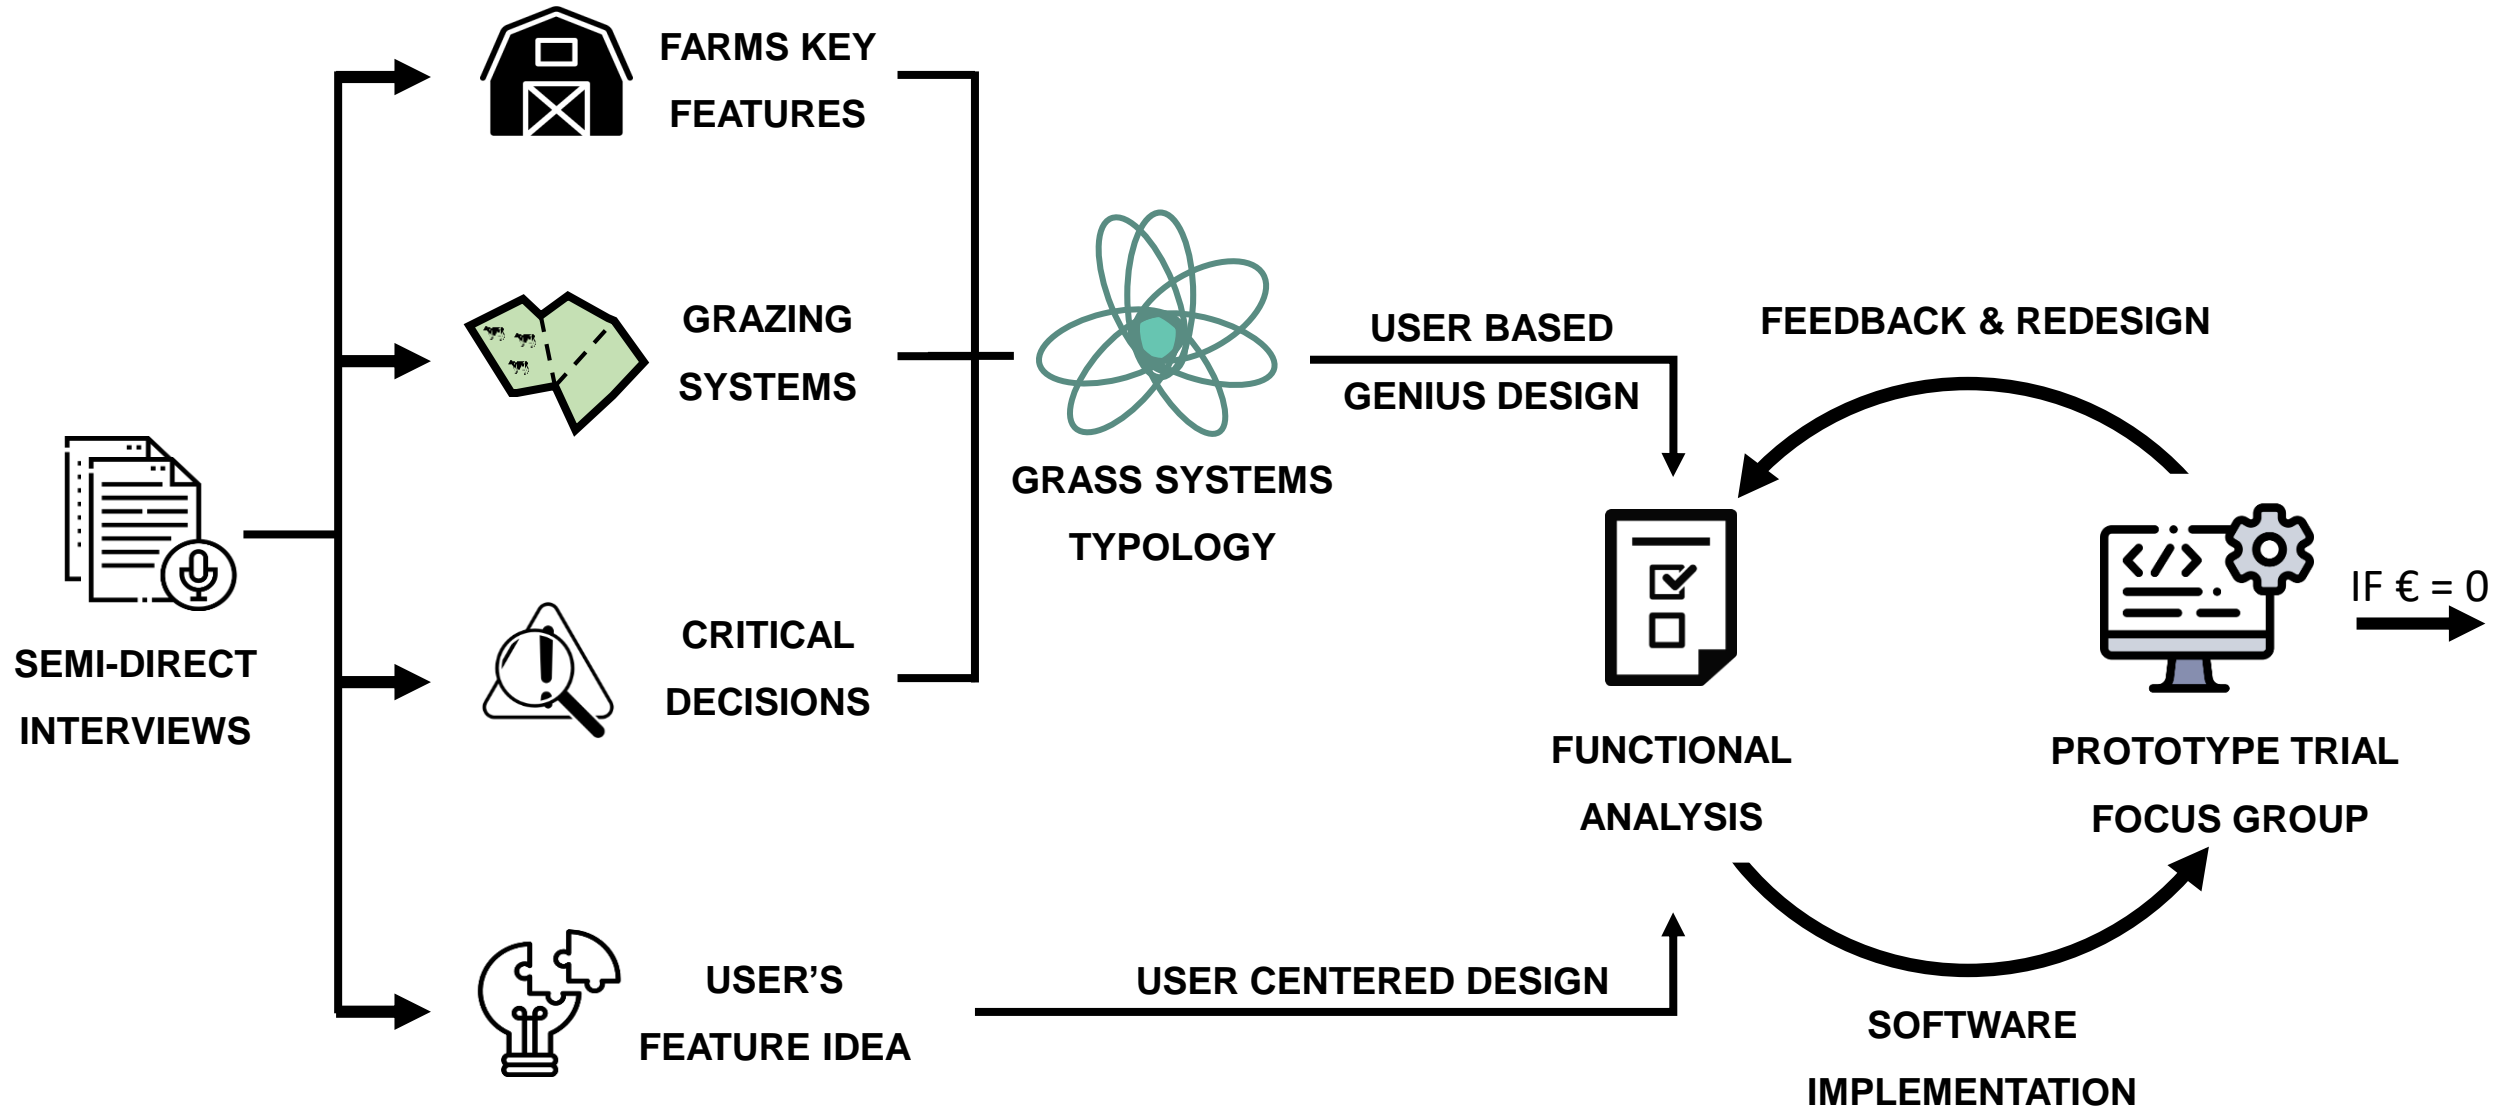 FARMS KEY
FEATURES
GRAZING
SYSTEMS
SEMI-DIRECT
INTERVIEWS
CRITICAL
DECISIONS
USER'S
FEATURE IDEA
GRASS SYSTEMS
TYPOLOGY
USER BASED
GENIUS DESIGN
USER CENTERED DESIGN
FEEDBACK & REDESIGN
FUNCTIONAL
ANALYSIS
</>
PROTOTYPE TRIAL
FOCUS GROUP
SOFTWARE
IMPLEMENTATION
IF € = 0